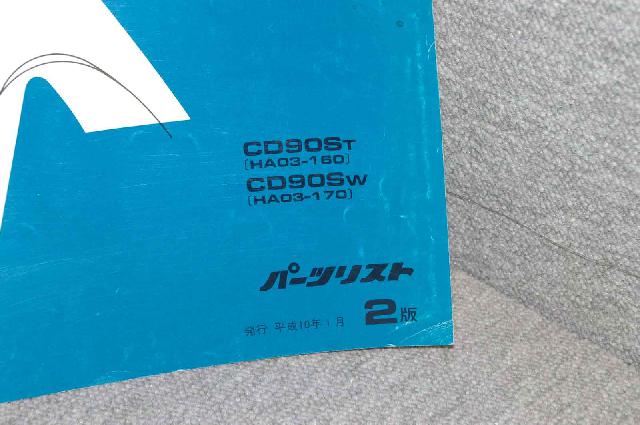 CD90ST
(HA03-160)
CD90SW
(HA03-170)
パーツリスト
発行 平成10年1月 2版